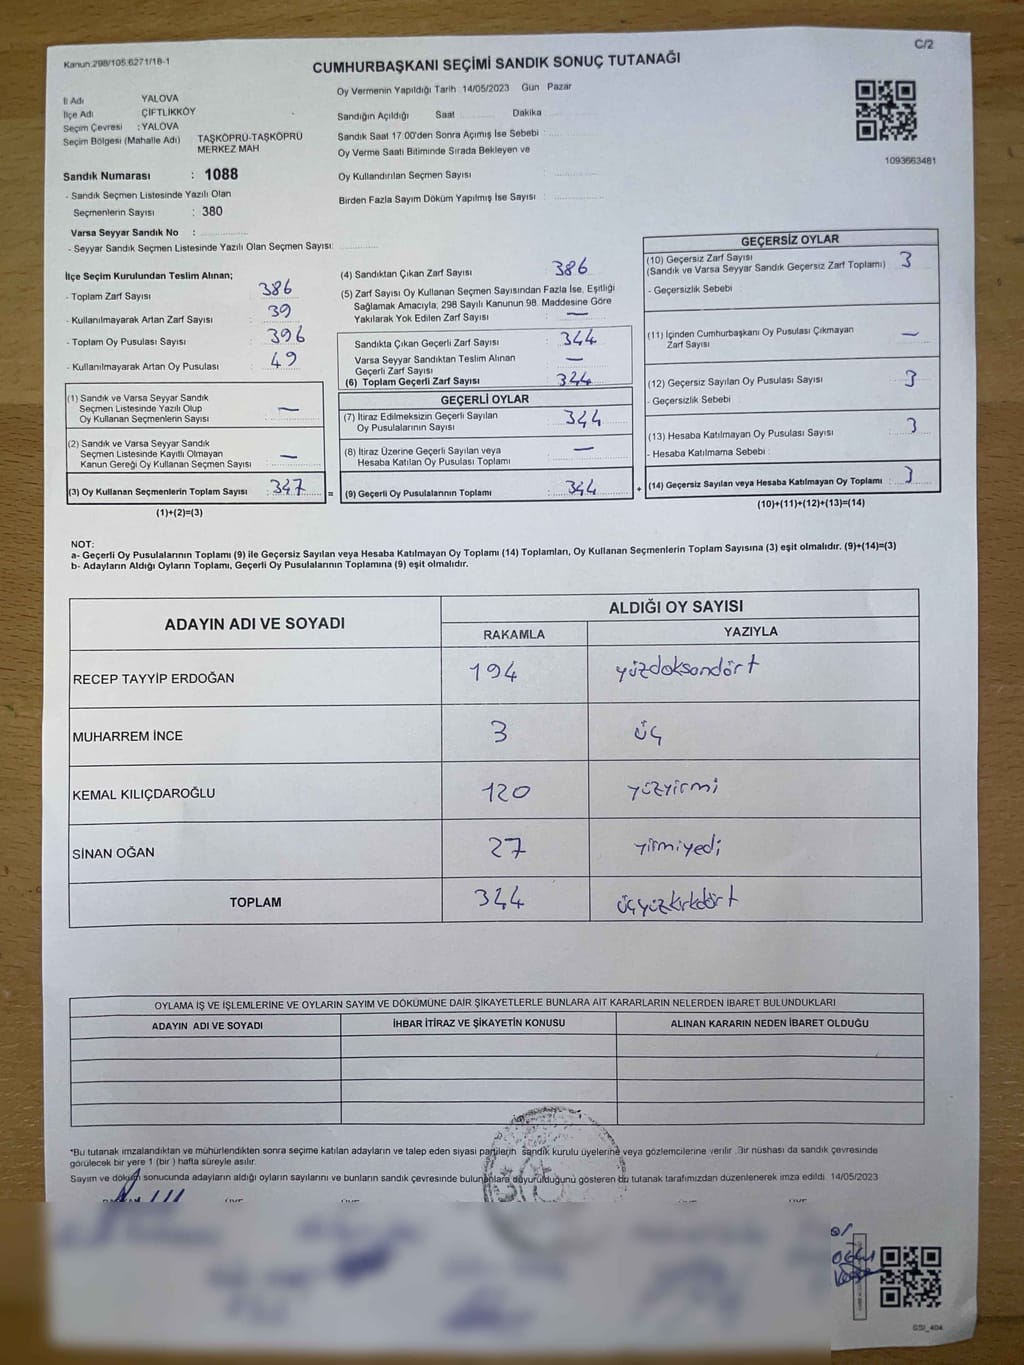 C/2
Kanun.298/105:6271/18-1
CUMHURBAŞKANI SEÇİMİ SANDIK SONUÇ TUTANAĞI
İl Adı YALOVA
İlçe Adı ÇİFTLİKKÖY
Seçim Çevresi : YALOVA
Seçim Bölgesi (Mahalle Adı) TAŞKÖPRÜ-TAŞKÖPRÜ MERKEZ MAH
Sandık Numarası : 1088
- Sandık Seçmen Listesinde Yazılı Olan
Seçmenlerin Sayısı : 380
Varsa Seyyar Sandık No :
- Seyyar Sandık Seçmen Listesinde Yazılı Olan Seçmen Sayısı:
Oy Vermenin Yapıldığı Tarih 14/05/2023 Gün Pazar
Sandığın Açıldığı Saat Dakika
Sandık Saat 17.00'den Sonra Açımış İse Sebebi :
Oy Verme Saati Bitiminde Sırada Bekleyen ve
Oy Kullandırılan Seçmen Sayısı
Birden Fazla Sayım Döküm Yapılmış İse Sayısı :
1093663481
İlçe Seçim Kurulundan Teslim Alınan;
- Toplam Zarf Sayısı 386
- Kullanılmayarak Artan Zarf Sayısı 39
- Toplam Oy Pusulası Sayısı 396
- Kullanılmayarak Artan Oy Pusulası 49
(1) Sandık ve Varsa Seyyar Sandık
Seçmen Listesinde Yazılı Olup
Oy Kullanan Seçmenlerin Sayısı —
(2) Sandık ve Varsa Seyyar Sandık
Seçmen Listesinde Kayıtlı Olmayan
Kanun Gereği Oy Kullanan Seçmen Sayısı —
(3) Oy Kullanan Seçmenlerin Toplam Sayısı : 347 =
(1)+(2)=(3)
(4) Sandıktan Çıkan Zarf Sayısı 386
(5) Zarf Sayısı Oy Kullanan Seçmen Sayısından Fazla İse, Eşitliği
Sağlamak Amacıyla, 298 Sayılı Kanunun 98. Maddesine Göre
Yakılarak Yok Edilen Zarf Sayısı —
Sandıkta Çıkan Geçerli Zarf Sayısı 344
Varsa Seyyar Sandıktan Teslim Alınan
Geçerli Zarf Sayısı —
(6) Toplam Geçerli Zarf Sayısı 344
GEÇERLİ OYLAR
(7) İtiraz Edilmeksizin Geçerli Sayılan
Oy Pusulalarının Sayısı 344
(8) İtiraz Üzerine Geçerli Sayılan veya
Hesaba Katılan Oy Pusulası Toplamı —
(9) Geçerli Oy Pusulalarının Toplamı : 344 +
GEÇERSİZ OYLAR
(10) Geçersiz Zarf Sayısı 3
(Sandık ve Varsa Seyyar Sandık Geçersiz Zarf Toplamı)
- Geçersizlik Sebebi
(11) İçinden Cumhurbaşkanı Oy Pusulası Çıkmayan
Zarf Sayısı —
(12) Geçersiz Sayılan Oy Pusulası Sayısı 3
- Geçersizlik Sebebi
(13) Hesaba Katılmayan Oy Pusulası Sayısı 3
- Hesaba Katılmama Sebebi
(14) Geçersiz Sayılan veya Hesaba Katılmayan Oy Toplamı : 3
(10)+(11)+(12)+(13)=(14)
NOT:
a- Geçerli Oy Pusulalarının Toplamı (9) ile Geçersiz Sayılan veya Hesaba Katılmayan Oy Toplamı (14) Toplamları, Oy Kullanan Seçmenlerin Toplam Sayısına (3) eşit olmalıdır. (9)+(14)=(3)
b- Adayların Aldığı Oyların Toplamı, Geçerli Oy Pusulalarının Toplamına (9) eşit olmalıdır.
ADAYIN ADI VE SOYADI ALDIĞI OY SAYISI
RAKAMLA YAZIYLA
RECEP TAYYİP ERDOĞAN 194 yüzdoksandört
MUHARREM İNCE 3 üç
KEMAL KILIÇDAROĞLU 120 yüzyirmi
SİNAN OĞAN 27 yirmiyedi
TOPLAM 344 üçyüzkırkdört
OYLAMA İŞ VE İŞLEMLERİNE VE OYLARIN SAYIM VE DÖKÜMÜNE DAİR ŞİKAYETLERLE BUNLARA AİT KARARLARIN NELERDEN İBARET BULUNDUKLARI
ADAYIN ADI VE SOYADI İHBAR İTİRAZ VE ŞİKAYETİN KONUSU ALINAN KARARIN NEDEN İBARET OLDUĞU
*Bu tutanak imzalandıktan ve mühürlendikten sonra seçime katılan adayların ve talep eden siyasi partilerin sandık kurulu üyelerine veya gözlemcilerine verilir. Bir nüshası da sandık çevresinde
görülecek bir yere 1 (bir ) hafta süreyle asılır.
Sayım ve döküm sonucunda adayların aldığı oyların sayılarını ve bunların sandık çevresinde bulunanlara duyurulduğunu gösteren bu tutanak tarafımızdan düzenlenerek imza edildi. 14/05/2023
GSI_404